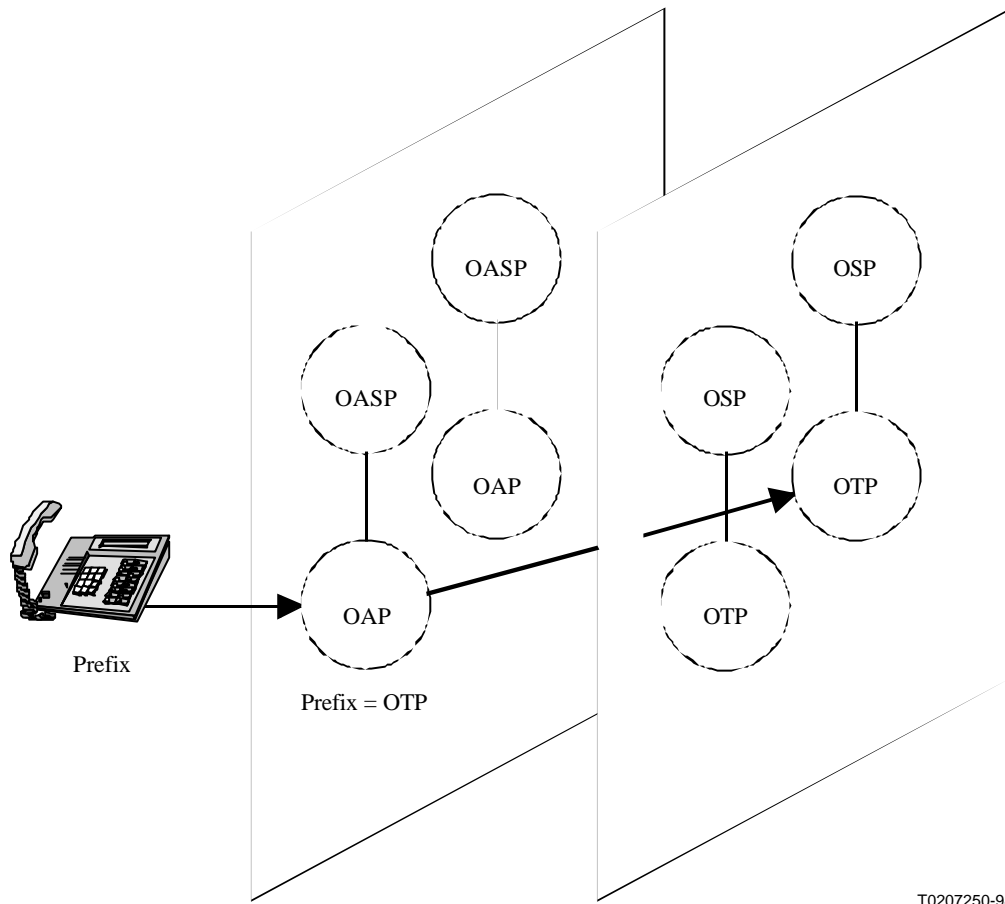 OASP
OSP
OASP
OSP
OAP
OTP
OAP
OTP
Prefix
Prefix = OTP
T0207250-9